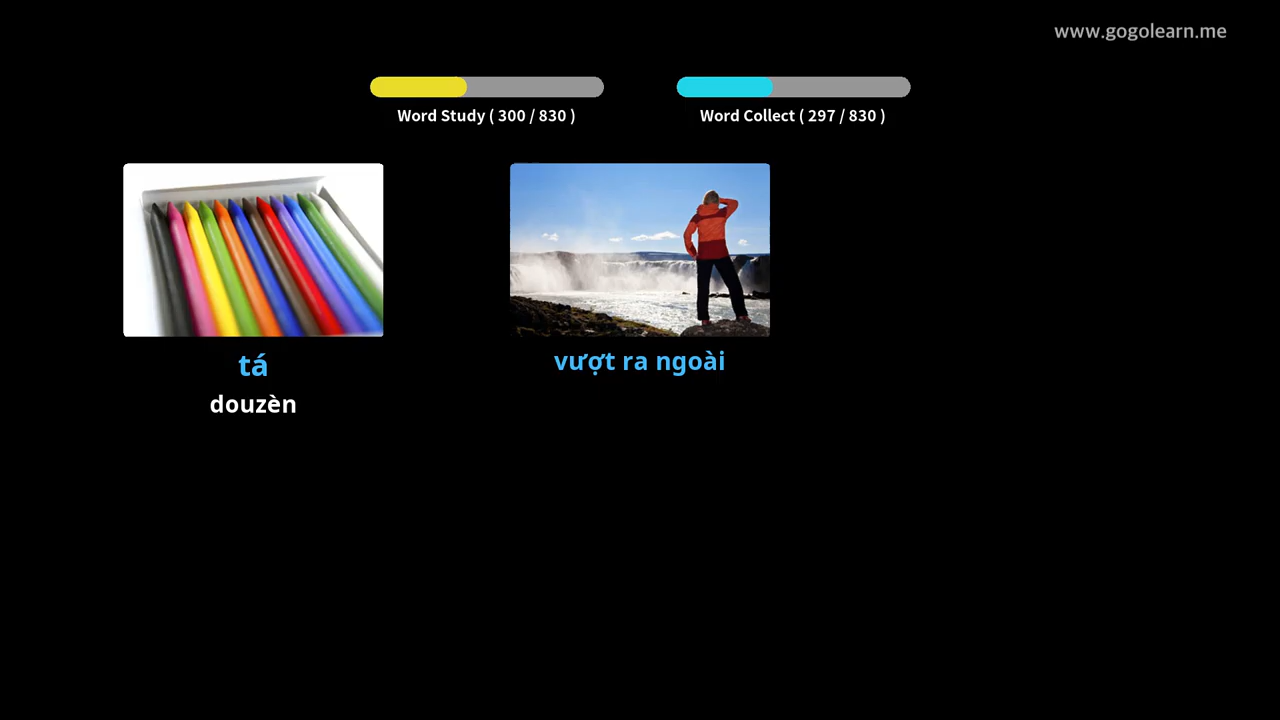 www.gogolearn.me
Word Study ( 300 / 830 )
Word Collect ( 297 / 830 )
tá
douzèn
vượt ra ngoài